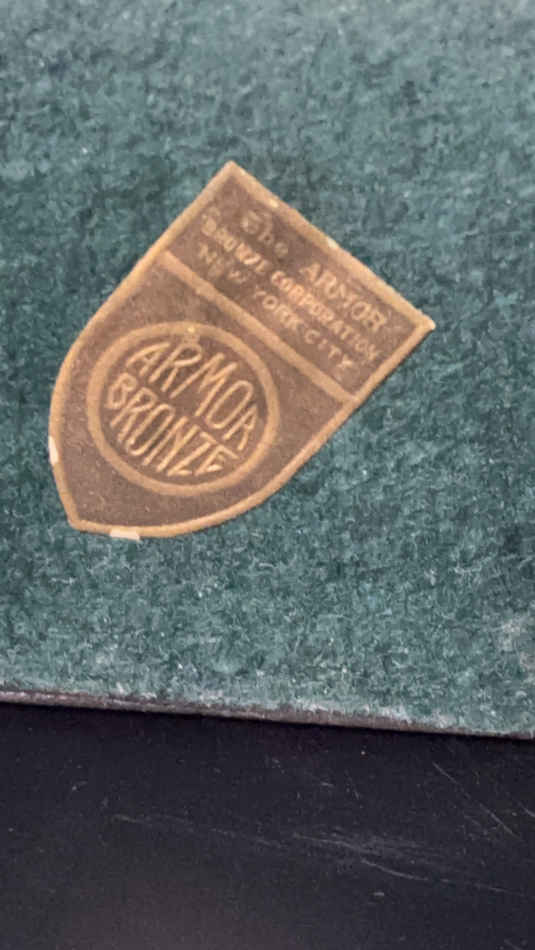 The ARMOR
BRONZE CORPORATION
NEW YORK CITY
ARMOR
BRONZE